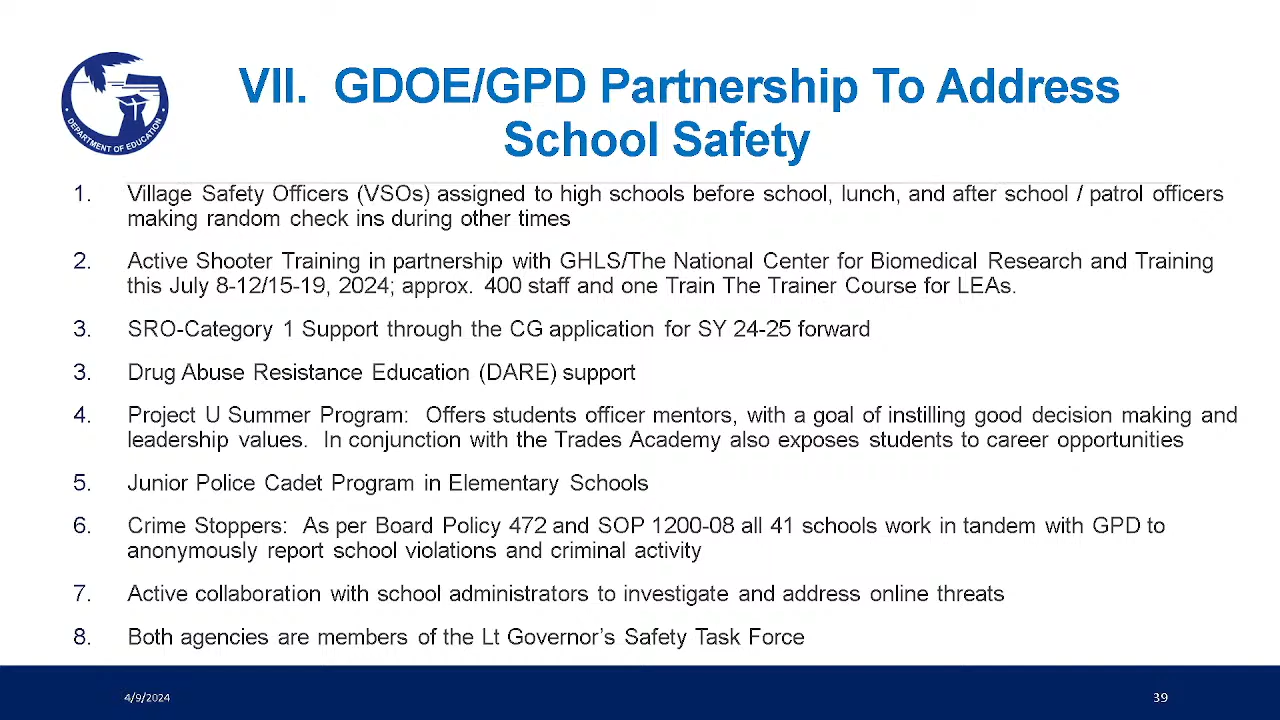 VII. GDOE/GPD Partnership To Address
School Safety
DEPARTMENT OF EDUCATION
1. Village Safety Officers (VSOs) assigned to high schools before school, lunch, and after school / patrol officers
making random check ins during other times
2. Active Shooter Training in partnership with GHLS/The National Center for Biomedical Research and Training
this July 8-12/15-19, 2024; approx. 400 staff and one Train The Trainer Course for LEAs.
3. SRO-Category 1 Support through the CG application for SY 24-25 forward
3. Drug Abuse Resistance Education (DARE) support
4. Project U Summer Program: Offers students officer mentors, with a goal of instilling good decision making and
leadership values. In conjunction with the Trades Academy also exposes students to career opportunities
5. Junior Police Cadet Program in Elementary Schools
6. Crime Stoppers: As per Board Policy 472 and SOP 1200-08 all 41 schools work in tandem with GPD to
anonymously report school violations and criminal activity
7. Active collaboration with school administrators to investigate and address online threats
8. Both agencies are members of the Lt Governor's Safety Task Force
4/9/2024
39